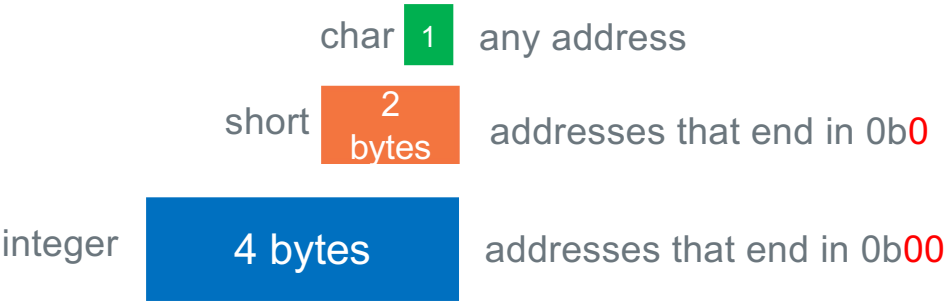 char 1 any address
short 2 bytes addresses that end in 0b0
integer 4 bytes addresses that end in 0b00